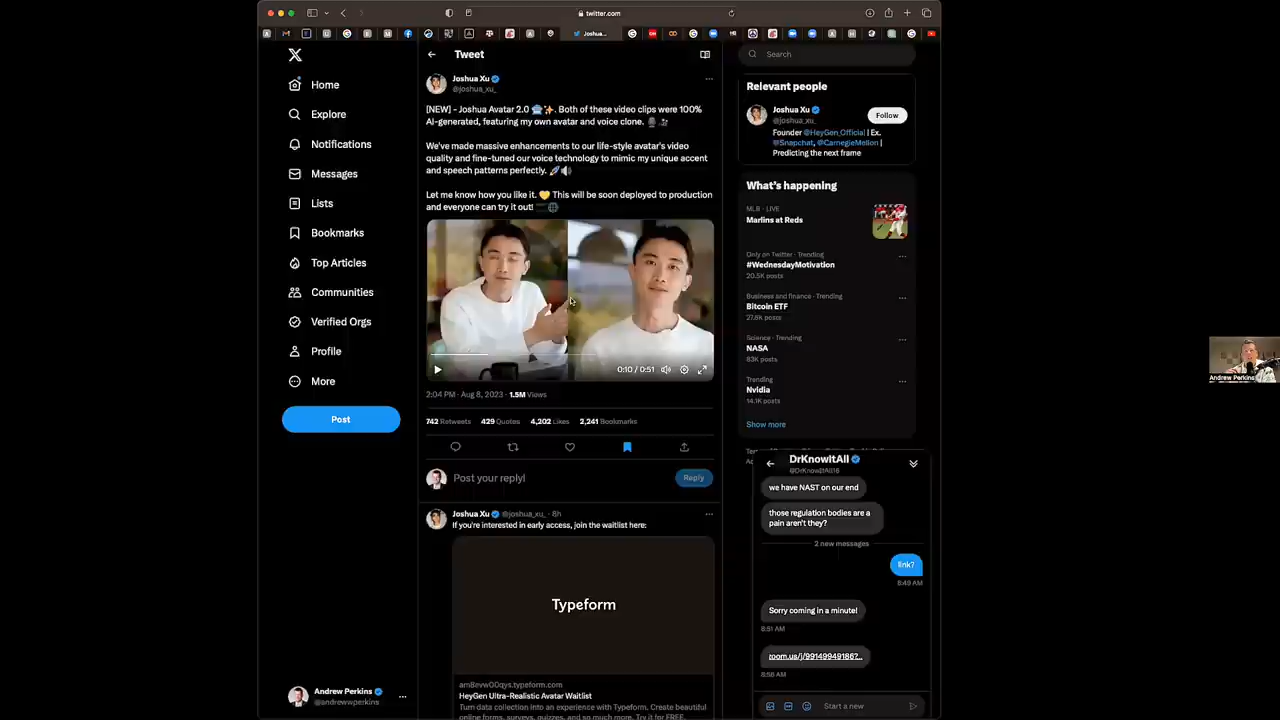 twitter.com
Joshua...
X
Home
Explore
Notifications
Messages
Lists
Bookmarks
Top Articles
Communities
Verified Orgs
Profile
More
Post
Andrew Perkins
@andrewwperkins
Tweet
Joshua Xu
@joshua_xu_
[NEW] - Joshua Avatar 2.0. Both of these video clips were 100%
AI-generated, featuring my own avatar and voice clone.
We've made massive enhancements to our life-style avatar's video
quality and fine-tuned our voice technology to mimic my unique accent
and speech patterns perfectly.
Let me know how you like it. This will be soon deployed to production
and everyone can try it out!
0:10 / 0:51
2:04 PM · Aug 8, 2023 · 1.5M Views
742 Retweets 429 Quotes 4,202 Likes 2,241 Bookmarks
Post your reply!
Reply
Joshua Xu @joshua_xu_ · 8h
If you're interested in early access, join the waitlist here:
Typeform
HeyGen Ultra-Realistic Avatar Waitlist
Turn data collection into an experience with Typeform. Create beautiful
online forms, surveys, quizzes, and so much more. Try it for FREE.
Search
Relevant people
Joshua Xu
@joshua_xu_
Follow
Founder @HeyGen_Official | Ex.
@Snapchat, @CarnegieMellon |
Predicting the next frame
What's happening
MLB · LIVE
Marlins at Reds
Only on Twitter · Trending
#WednesdayMotivation
20.5K posts
Business and finance · Trending
Bitcoin ETF
27.6K posts
Science · Trending
NASA
83K posts
Trending
Nvidia
14.1K posts
Show more
DrKnowItAll
@DrKnowItAll16
we have NAST on our end
those regulation bodies are a
pain aren't they?
2 new messages
link?
8:49 AM
Sorry coming in a minute!
8:51 AM
8:56 AM
Start a new
Andrew Perkins